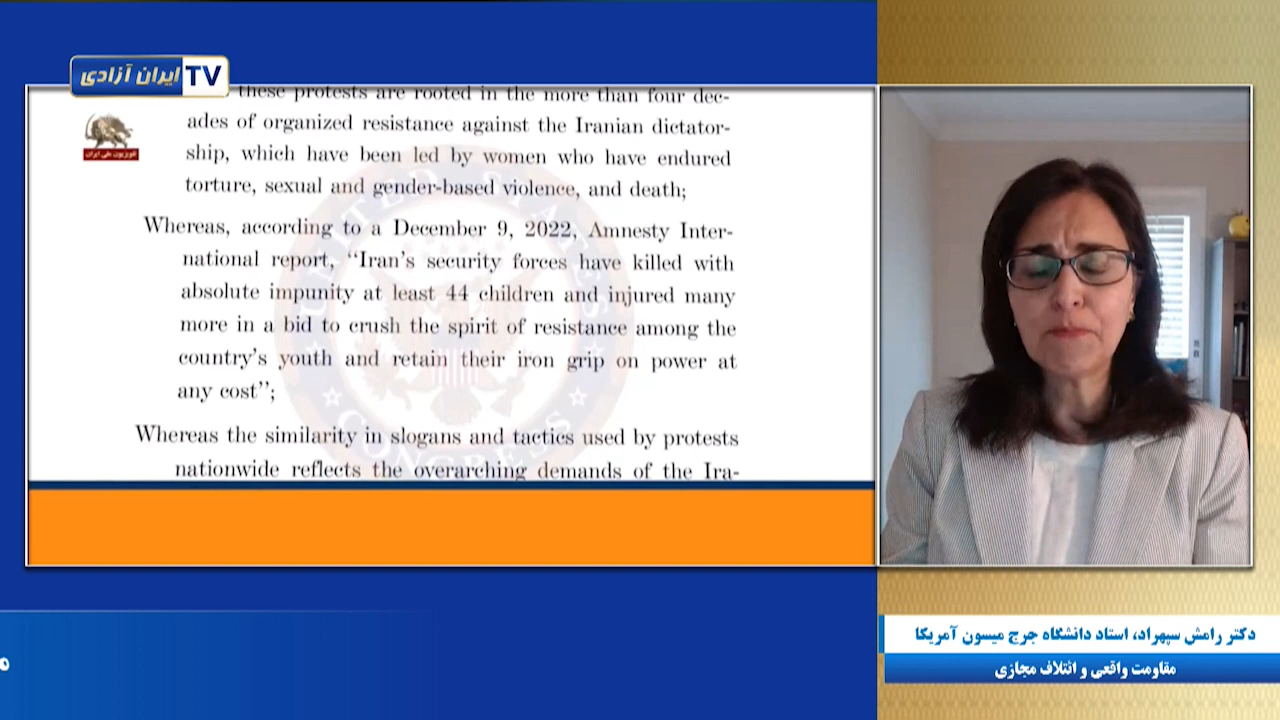 ایران آزادی TV
تلویزیون ملی ایران
these protests are rooted in the more than four dec-
ades of organized resistance against the Iranian dictator-
ship, which have been led by women who have endured
torture, sexual and gender-based violence, and death;
Whereas, according to a December 9, 2022, Amnesty Inter-
national report, “Iran’s security forces have killed with
absolute impunity at least 44 children and injured many
more in a bid to crush the spirit of resistance among the
country’s youth and retain their iron grip on power at
any cost”;
Whereas the similarity in slogans and tactics used by protests
nationwide reflects the overarching demands of the Ira-
UNITED STATES
CONGRESS
دکتر رامش سپهراد، استاد دانشگاه جرج میسون آمریکا
مقاومت واقعی و ائتلاف مجازی